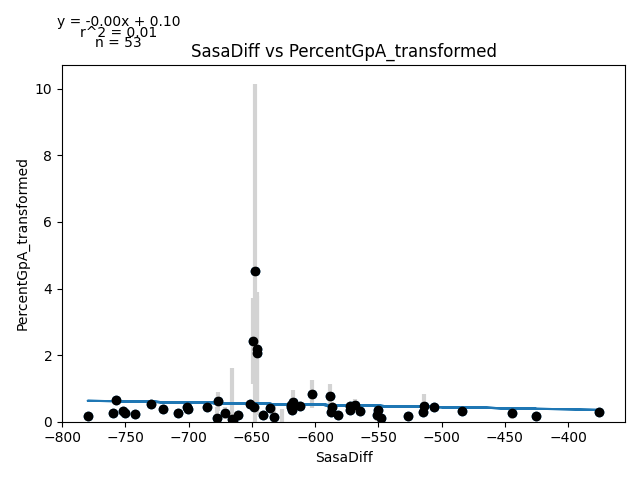 y = -0.00x + 0.10
r^2 = 0.01
n = 53
SasaDiff vs PercentGpA_transformed
PercentGpA_transformed
10
8
6
4
2
0
−800
−750
−700
−650
−600
−550
−500
−450
−400
SasaDiff